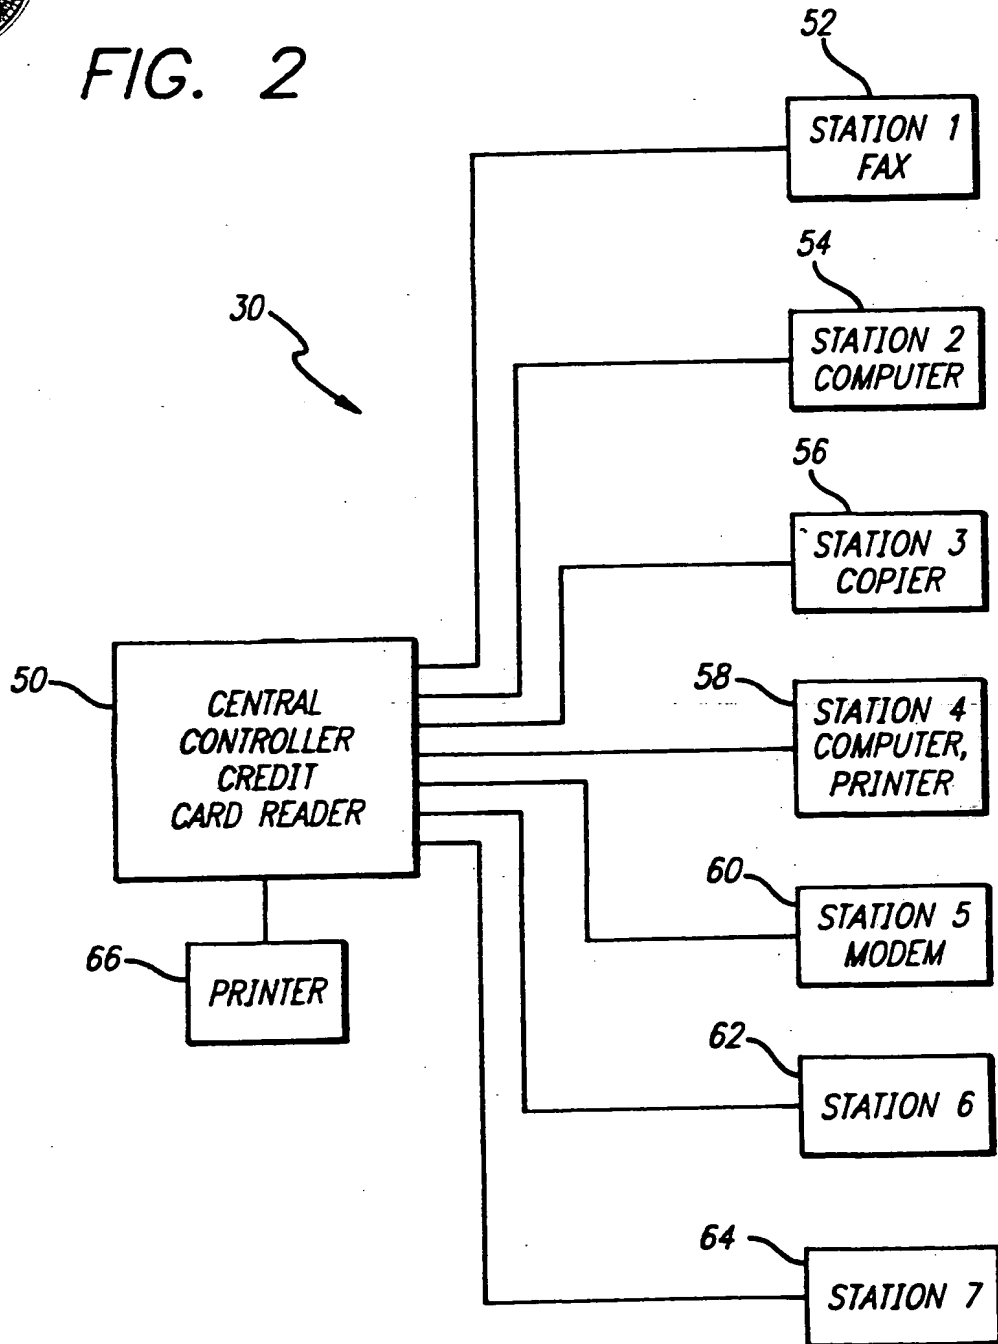 FIG. 2
52
STATION 1
FAX
54
STATION 2
COMPUTER
30
56
STATION 3
COPIER
50
CENTRAL
CONTROLLER
CREDIT
CARD READER
58
STATION 4
COMPUTER,
PRINTER
60
STATION 5
MODEM
66
PRINTER
62
STATION 6
64
STATION 7